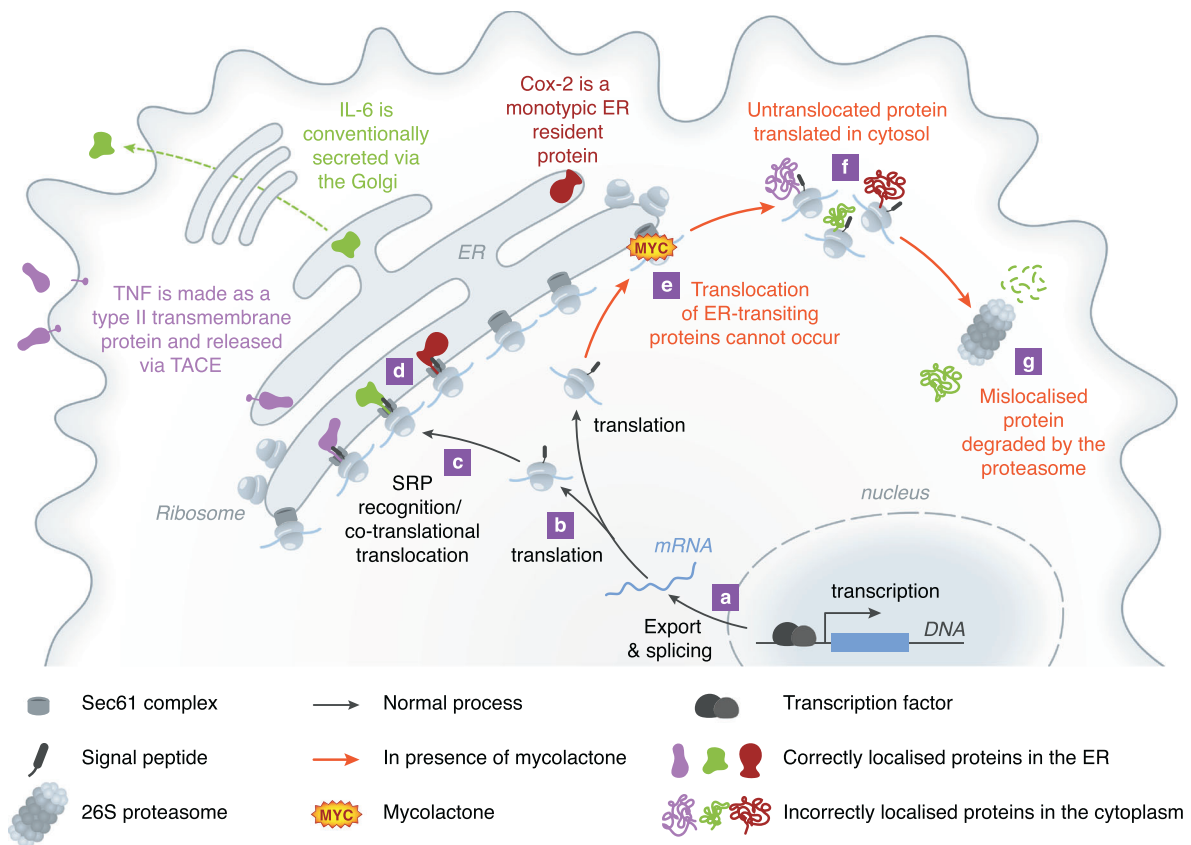 IL-6 is
conventionally
secreted via
the Golgi
Cox-2 is a
monotypic ER
resident
protein
Untranslocated protein
translated in cytosol
f
ER
MYC
e
Translocation
of ER-transiting
proteins cannot occur
TNF is made as a
type II transmembrane
protein and released
via TACE
d
g
Mislocalised
protein
degraded by the
proteasome
translation
c
SRP
recognition/
co-translational
translocation
Ribosome
b
translation
mRNA
nucleus
a
Export
& splicing
transcription
DNA
Sec61 complex
Normal process
Transcription factor
Signal peptide
In presence of mycolactone
Correctly localised proteins in the ER
26S proteasome
MYC
Mycolactone
Incorrectly localised proteins in the cytoplasm